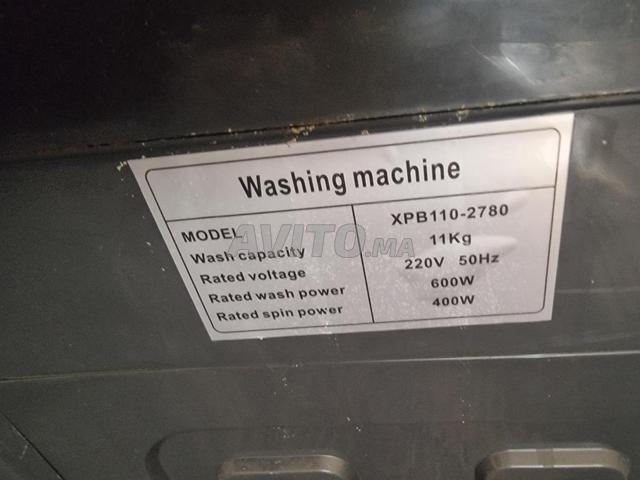 Washing machine
MODEL XPB110-2780
Wash capacity 11Kg
Rated voltage 220V 50Hz
Rated wash power 600W
Rated spin power 400W
AVITO.MA